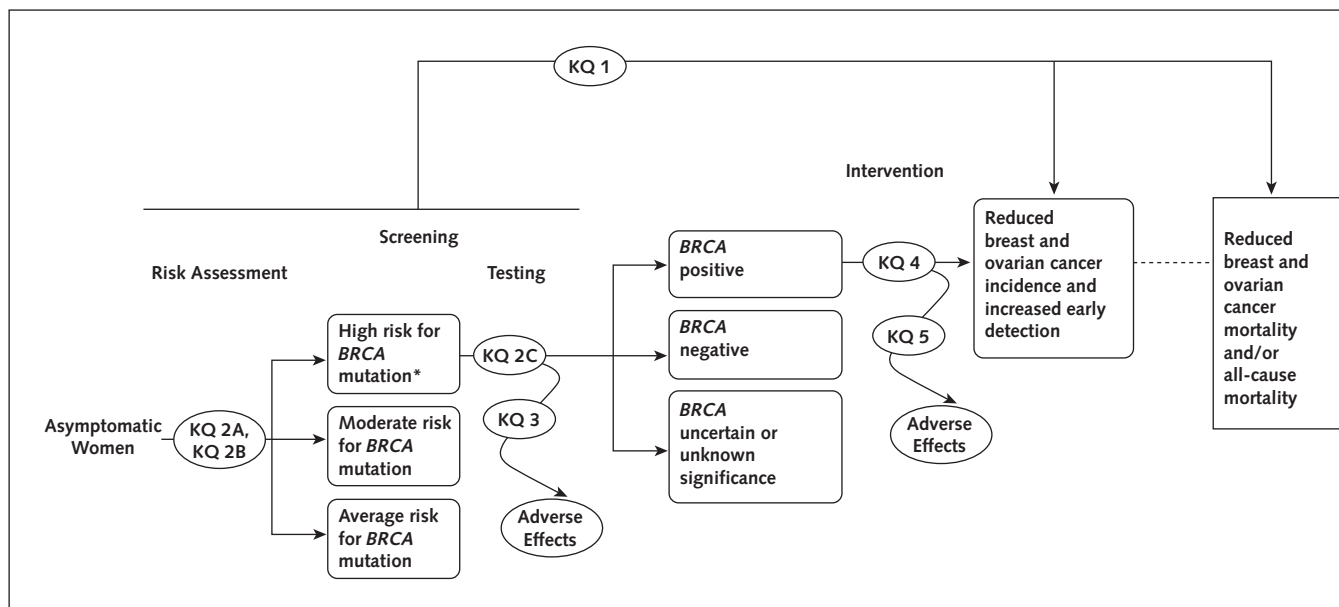 KQ 1
Intervention
Screening
Risk Assessment
Testing
Asymptomatic
Women
KQ 2A,
KQ 2B
High risk for
BRCA
mutation*
Moderate risk
for BRCA
mutation
Average risk
for BRCA
mutation
KQ 2C
KQ 3
Adverse
Effects
BRCA
positive
BRCA
negative
BRCA
uncertain or
unknown
significance
KQ 4
KQ 5
Adverse
Effects
Reduced
breast and
ovarian cancer
incidence and
increased early
detection
Reduced
breast and
ovarian
cancer
mortality
and/or
all-cause
mortality